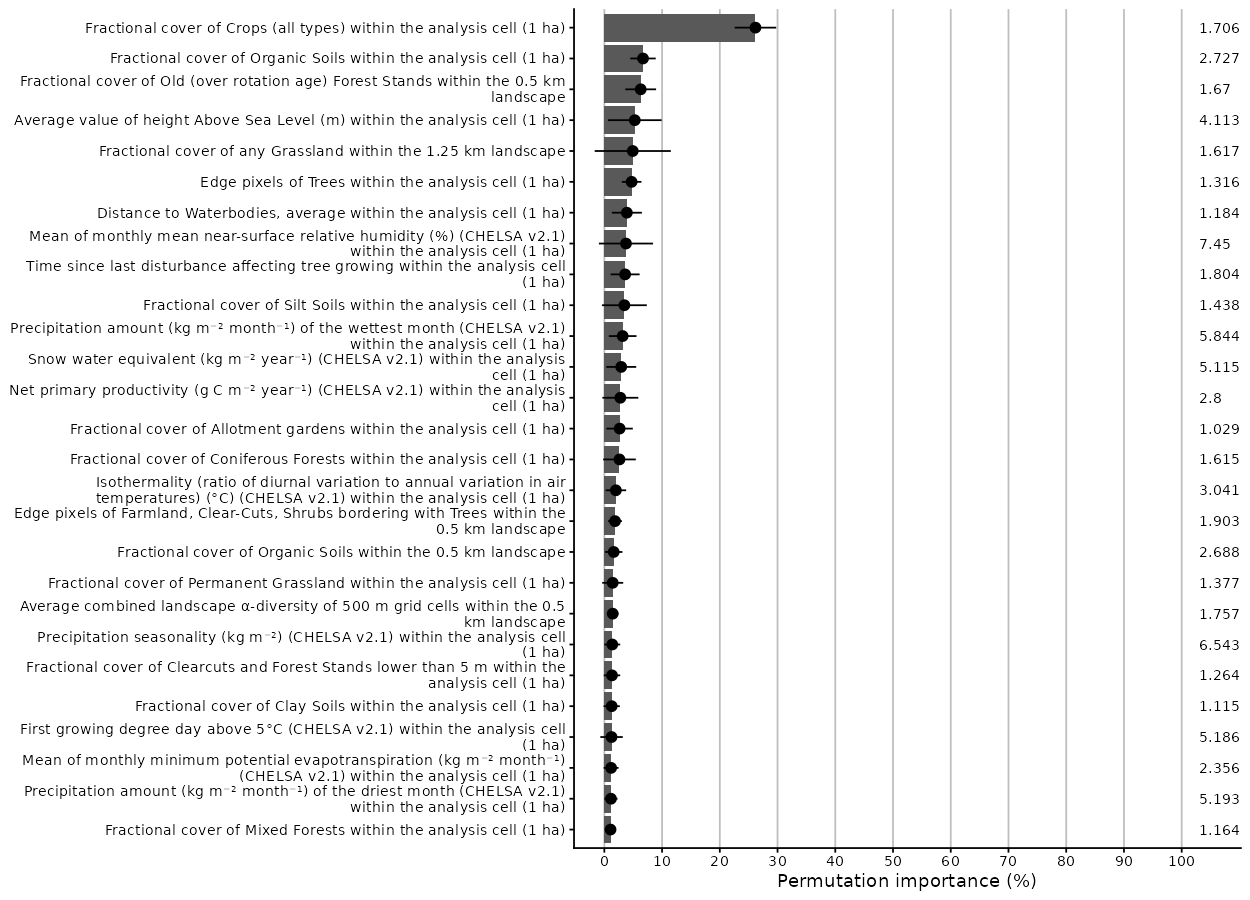 Fractional cover of Crops (all types) within the analysis cell (1 ha) 1.706
Fractional cover of Organic Soils within the analysis cell (1 ha) 2.727
Fractional cover of Old (over rotation age) Forest Stands within the 0.5 km
landscape 1.67
Average value of height Above Sea Level (m) within the analysis cell (1 ha) 4.113
Fractional cover of any Grassland within the 1.25 km landscape 1.617
Edge pixels of Trees within the analysis cell (1 ha) 1.316
Distance to Waterbodies, average within the analysis cell (1 ha) 1.184
Mean of monthly mean near-surface relative humidity (%) (CHELSA v2.1)
within the analysis cell (1 ha) 7.45
Time since last disturbance affecting tree growing within the analysis cell
(1 ha) 1.804
Fractional cover of Silt Soils within the analysis cell (1 ha) 1.438
Precipitation amount (kg m⁻² month⁻¹) of the wettest month (CHELSA v2.1)
within the analysis cell (1 ha) 5.844
Snow water equivalent (kg m⁻² year⁻¹) (CHELSA v2.1) within the analysis
cell (1 ha) 5.115
Net primary productivity (g C m⁻² year⁻¹) (CHELSA v2.1) within the analysis
cell (1 ha) 2.8
Fractional cover of Allotment gardens within the analysis cell (1 ha) 1.029
Fractional cover of Coniferous Forests within the analysis cell (1 ha) 1.615
Isothermality (ratio of diurnal variation to annual variation in air
temperatures) (°C) (CHELSA v2.1) within the analysis cell (1 ha) 3.041
Edge pixels of Farmland, Clear-Cuts, Shrubs bordering with Trees within the
0.5 km landscape 1.903
Fractional cover of Organic Soils within the 0.5 km landscape 2.688
Fractional cover of Permanent Grassland within the analysis cell (1 ha) 1.377
Average combined landscape α-diversity of 500 m grid cells within the 0.5
km landscape 1.757
Precipitation seasonality (kg m⁻²) (CHELSA v2.1) within the analysis cell
(1 ha) 6.543
Fractional cover of Clearcuts and Forest Stands lower than 5 m within the
analysis cell (1 ha) 1.264
Fractional cover of Clay Soils within the analysis cell (1 ha) 1.115
First growing degree day above 5°C (CHELSA v2.1) within the analysis cell
(1 ha) 5.186
Mean of monthly minimum potential evapotranspiration (kg m⁻² month⁻¹)
(CHELSA v2.1) within the analysis cell (1 ha) 2.356
Precipitation amount (kg m⁻² month⁻¹) of the driest month (CHELSA v2.1)
within the analysis cell (1 ha) 5.193
Fractional cover of Mixed Forests within the analysis cell (1 ha) 1.164
0 10 20 30 40 50 60 70 80 90 100
Permutation importance (%)